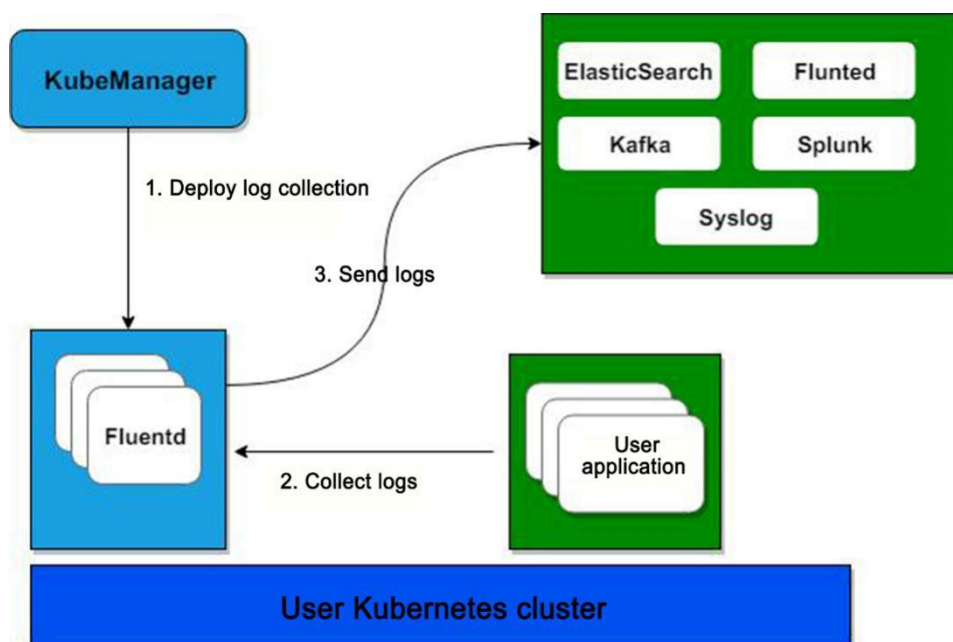 KubeManager
ElasticSearch
Flunted
Kafka
Splunk
Syslog
1. Deploy log collection
3. Send logs
Fluentd
User
application
2. Collect logs
User Kubernetes cluster